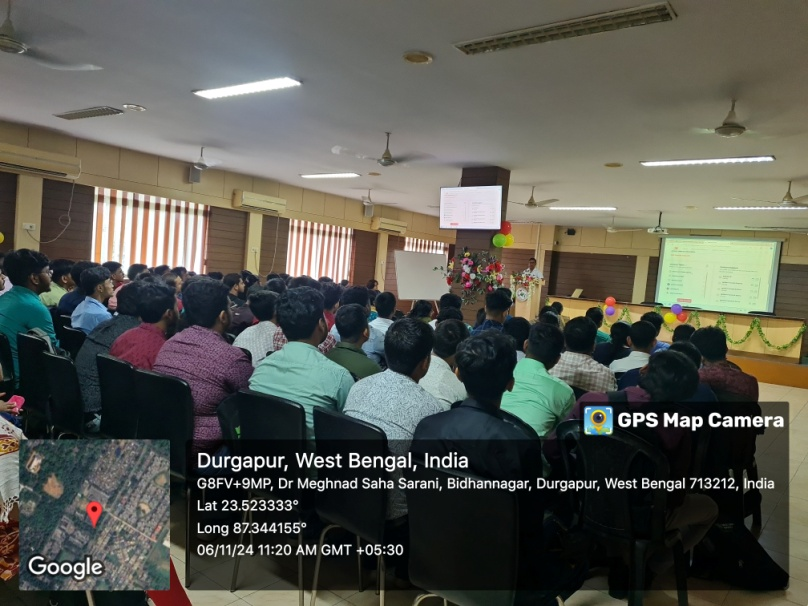 GPS Map Camera
Durgapur, West Bengal, India
G8FV+9MP, Dr Meghnad Saha Sarani, Bidhannagar, Durgapur, West Bengal 713212, India
Lat 23.523333°
Long 87.344155°
06/11/24 11:20 AM GMT +05:30
Google